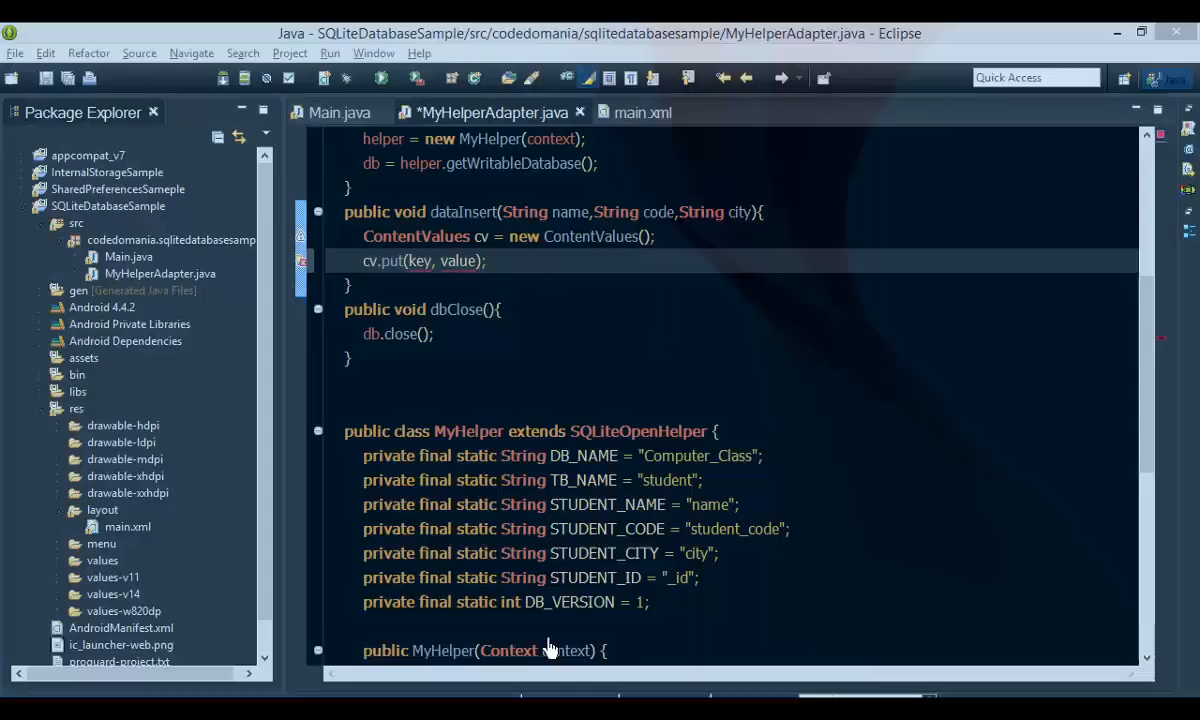 Java - SQLiteDatabaseSample/src/codedomania/sqlitedatabasesample/MyHelperAdapter.java - Eclipse
File Edit Refactor Source Navigate Search Project Run Window Help
Quick Access
Java
Package Explorer
Main.java
*MyHelperAdapter.java
main.xml
appcompat_v7
InternalStorageSample
SharedPreferencesSameple
SQLiteDatabaseSample
src
codedomania.sqlitedatabasesamp
Main.java
MyHelperAdapter.java
gen [Generated Java Files]
Android 4.4.2
Android Private Libraries
Android Dependencies
assets
bin
libs
res
drawable-hdpi
drawable-ldpi
drawable-mdpi
drawable-xhdpi
drawable-xxhdpi
layout
main.xml
menu
values
values-v11
values-v14
values-w820dp
AndroidManifest.xml
ic_launcher-web.png
proguard-project.txt
helper = new MyHelper(context);
db = helper.getWritableDatabase();
}
public void dataInsert(String name,String code,String city){
ContentValues cv = new ContentValues();
cv.put(key, value);
}
public void dbClose(){
db.close();
}
public class MyHelper extends SQLiteOpenHelper {
private final static String DB_NAME = "Computer_Class";
private final static String TB_NAME = "student";
private final static String STUDENT_NAME = "name";
private final static String STUDENT_CODE = "student_code";
private final static String STUDENT_CITY = "city";
private final static String STUDENT_ID = "_id";
private final static int DB_VERSION = 1;
public MyHelper(Context context) {